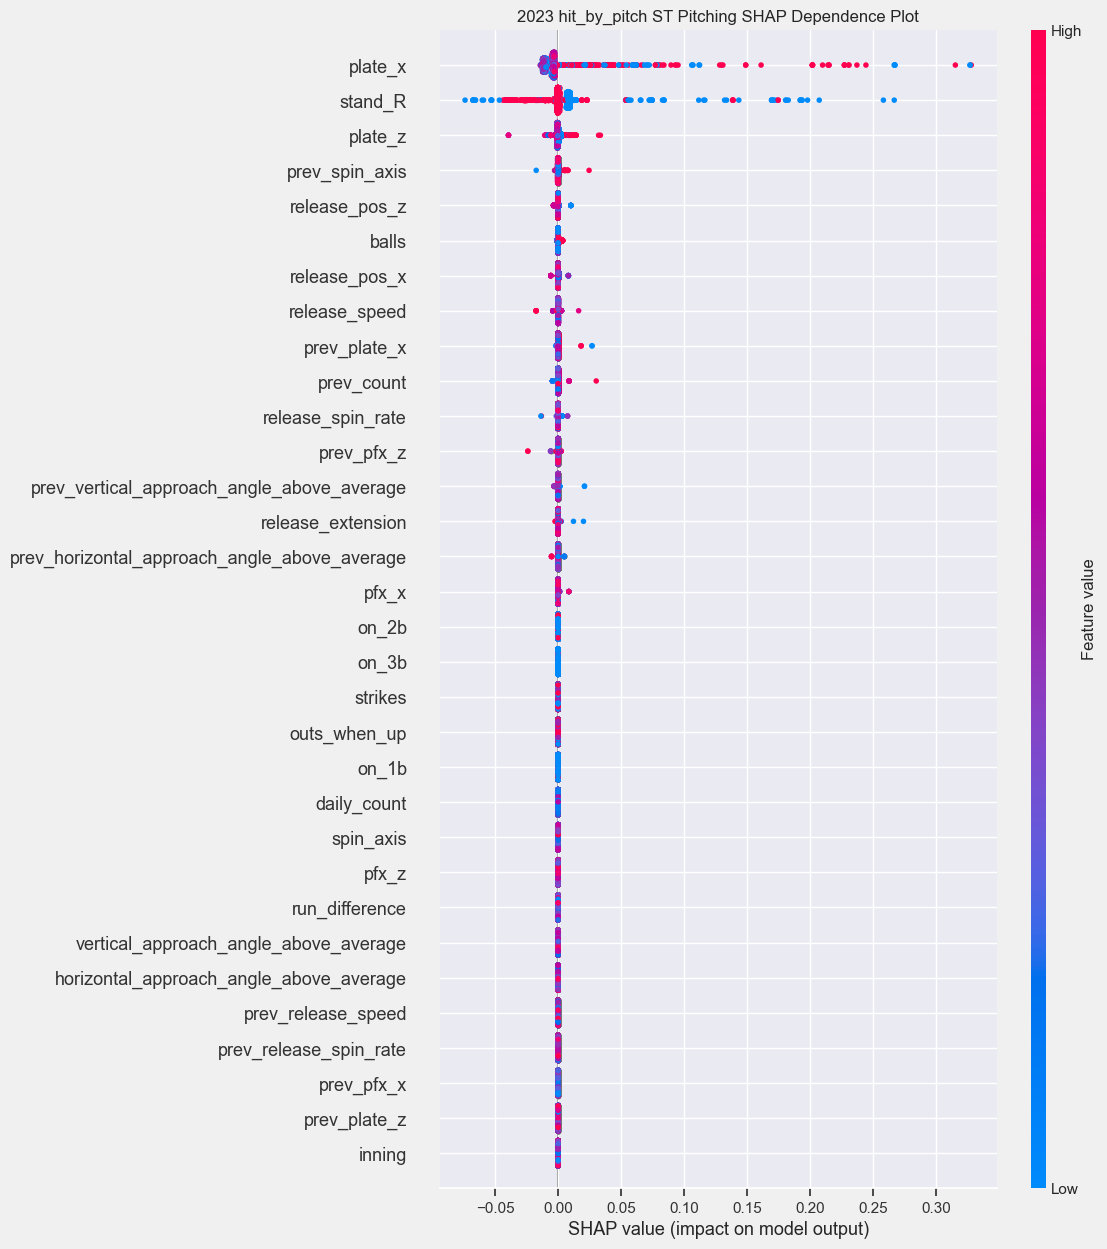 2023 hit_by_pitch ST Pitching SHAP Dependence Plot
High
plate_x
stand_R
plate_z
prev_spin_axis
release_pos_z
balls
release_pos_x
release_speed
prev_plate_x
prev_count
release_spin_rate
prev_pfx_z
prev_vertical_approach_angle_above_average
release_extension
prev_horizontal_approach_angle_above_average
pfx_x
on_2b
on_3b
strikes
outs_when_up
on_1b
daily_count
spin_axis
pfx_z
run_difference
vertical_approach_angle_above_average
horizontal_approach_angle_above_average
prev_release_speed
prev_release_spin_rate
prev_pfx_x
prev_plate_z
inning
Feature value
Low
−0.05 0.00 0.05 0.10 0.15 0.20 0.25 0.30
SHAP value (impact on model output)